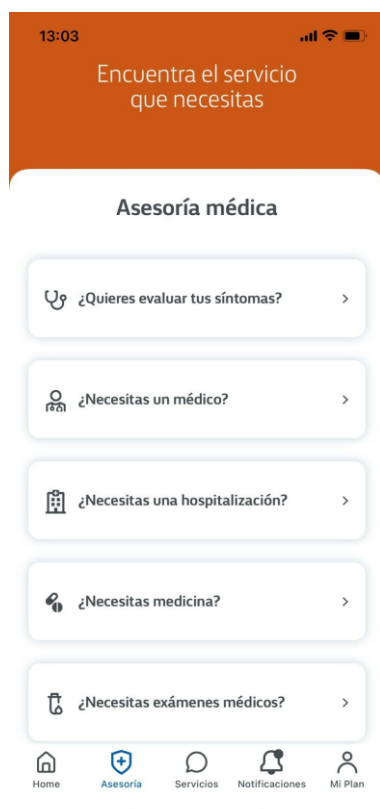 13:03
Encuentra el servicio
que necesitas
Asesoría médica
¿Quieres evaluar tus síntomas?
¿Necesitas un médico?
¿Necesitas una hospitalización?
¿Necesitas medicina?
¿Necesitas exámenes médicos?
Home Asesoría Servicios Notificaciones Mi Plan